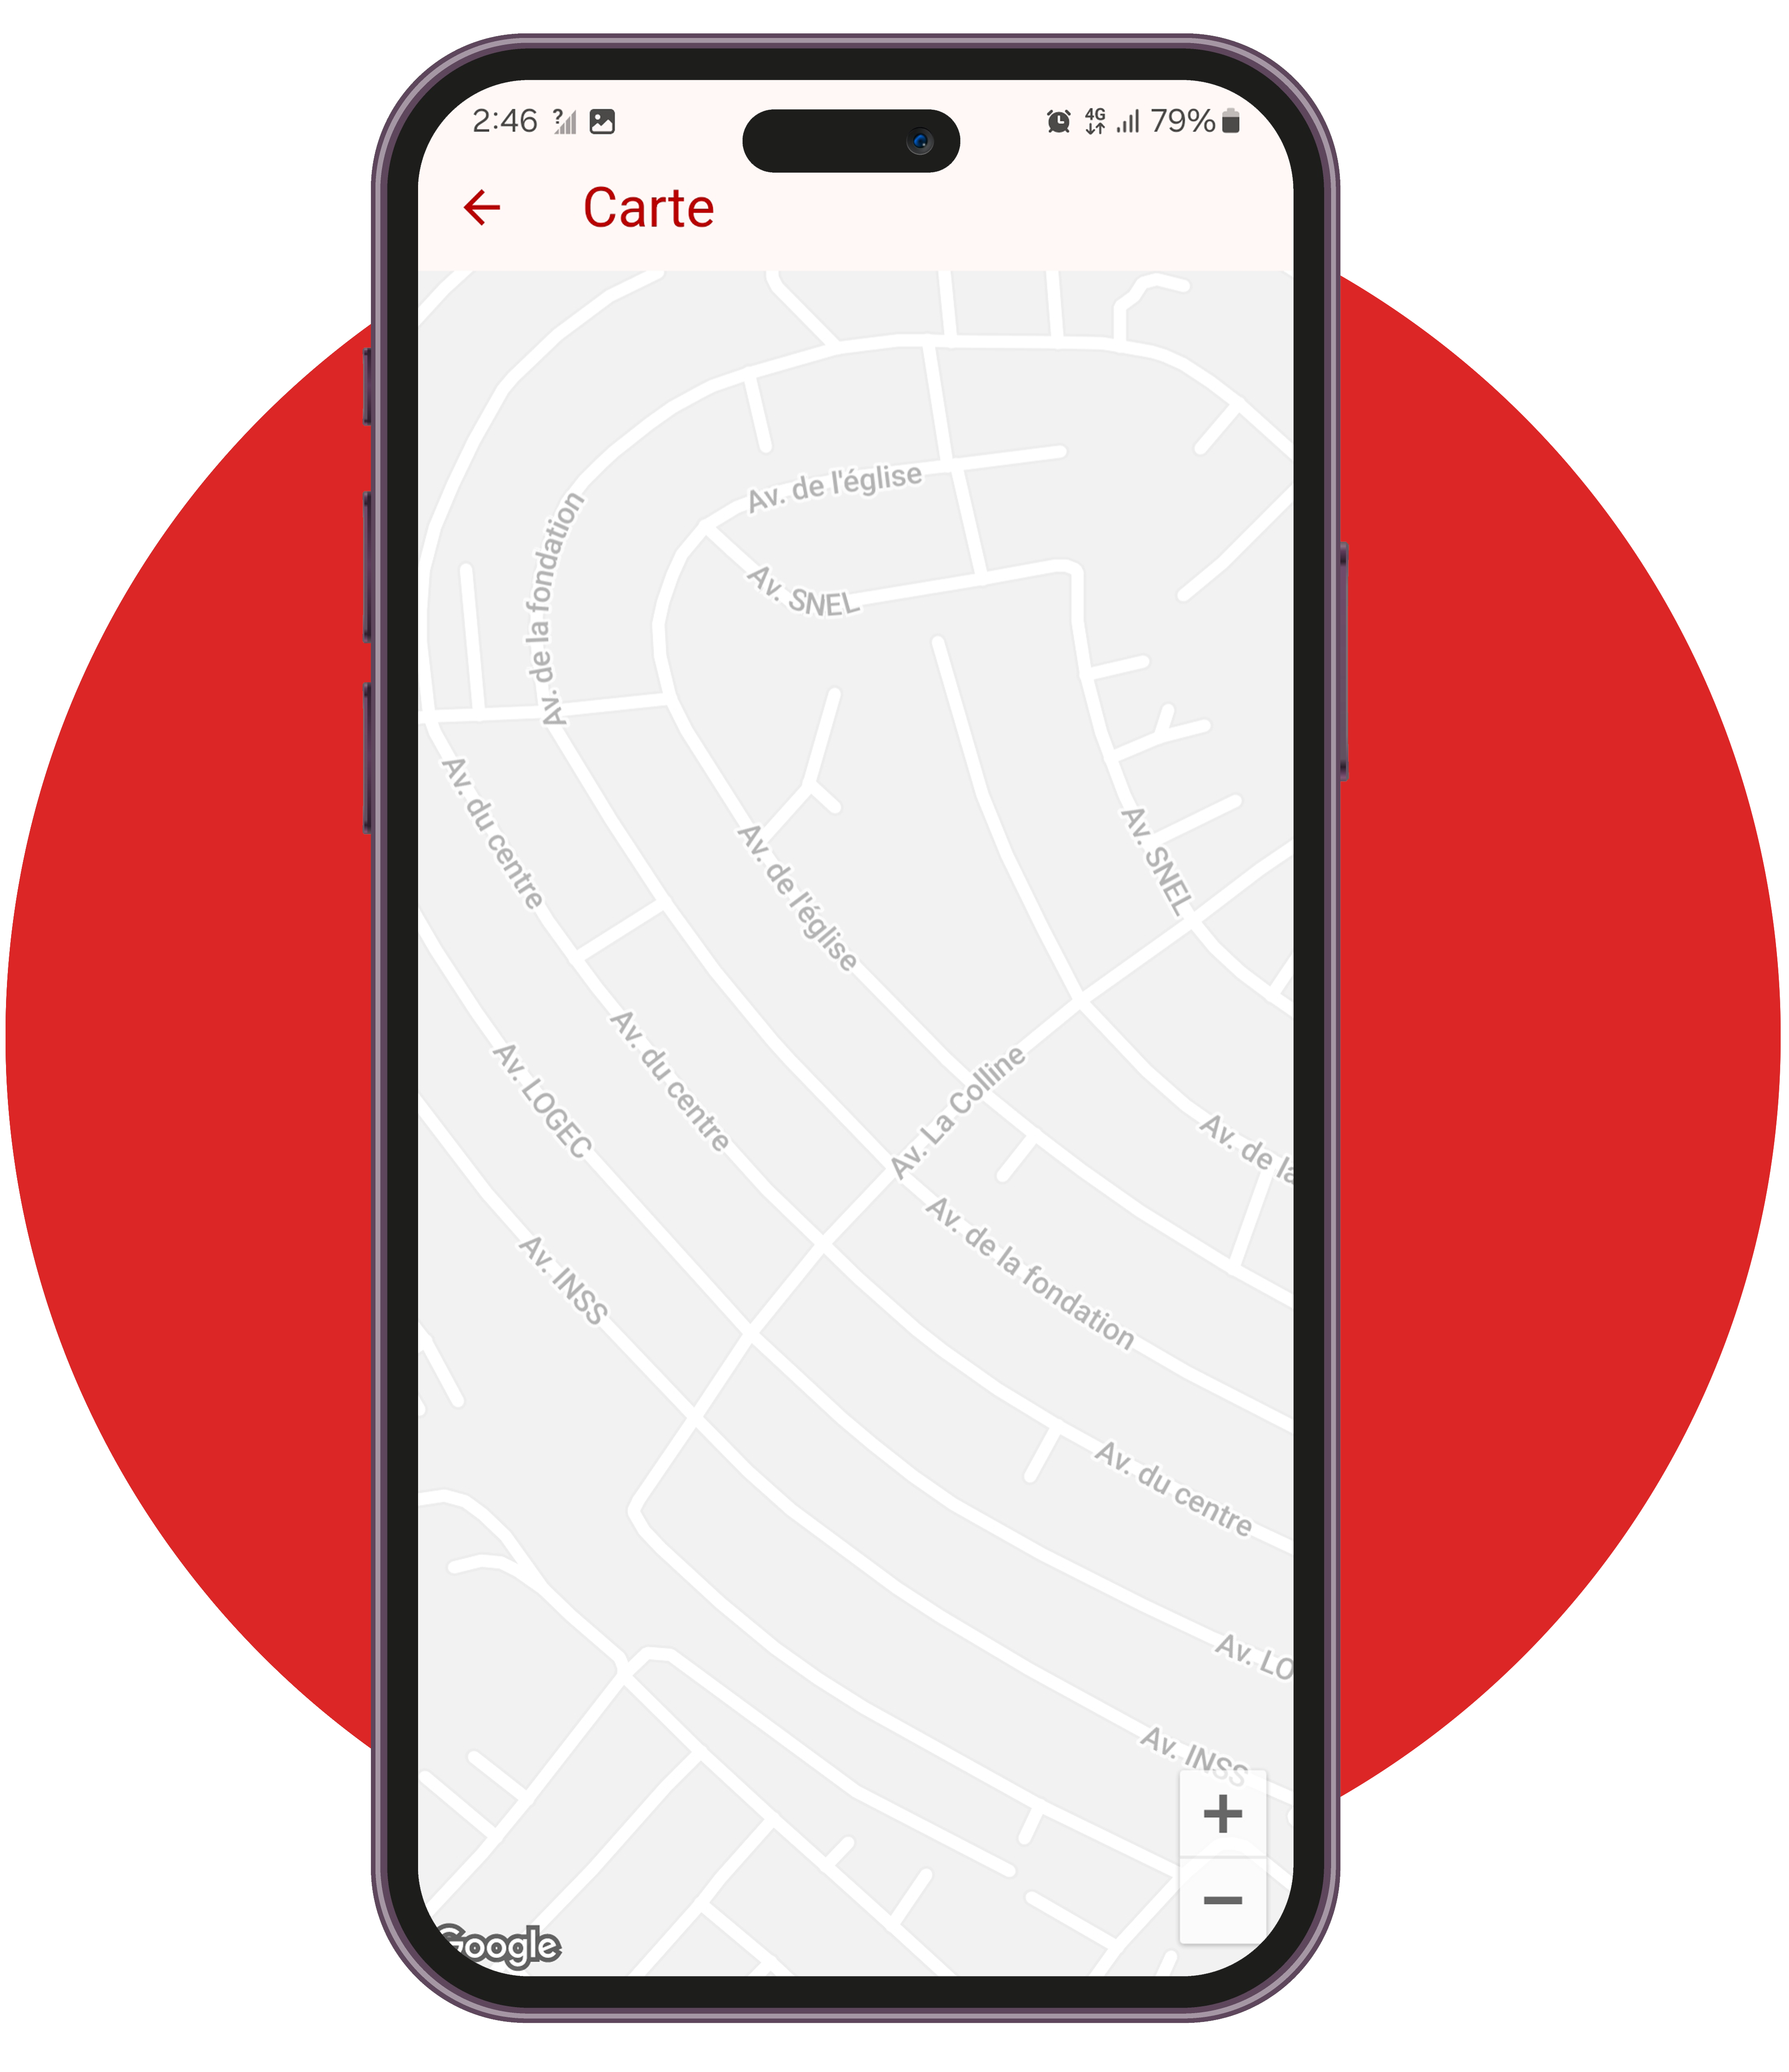 2:46 ? 4G 79%
Carte
Av. de l'église
Av. de la fondation
Av. SNEL
Av. du centre
Av. SNEL
Av. de l'église
Av. du centre
Av. LOGEC
Av. La Colline
Av. de la
Av. de la fondation
Av. INSS
Av. du centre
Av. LO
Av. INSS
+
−
Google